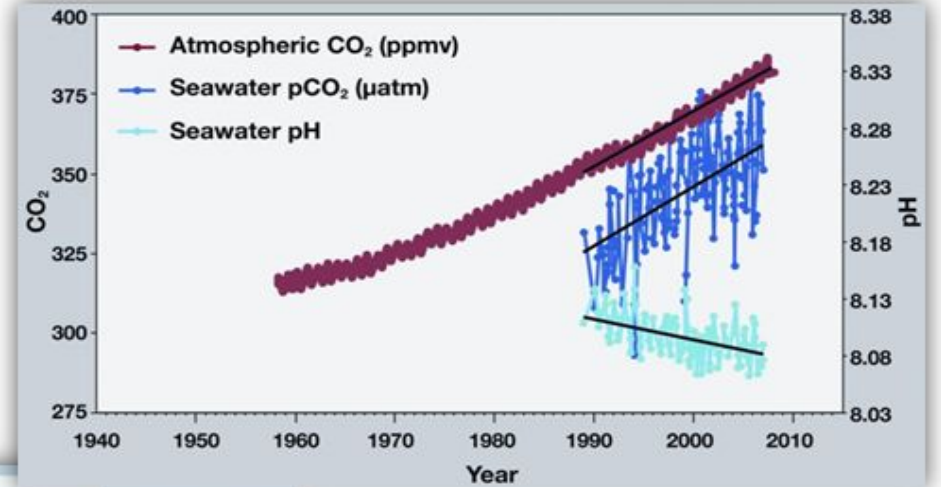 400
375
350
325
300
275
CO₂
Atmospheric CO₂ (ppmv)
Seawater pCO₂ (µatm)
Seawater pH
8.38
8.33
8.28
8.23
8.18
8.13
8.08
8.03
pH
1940 1950 1960 1970 1980 1990 2000 2010
Year